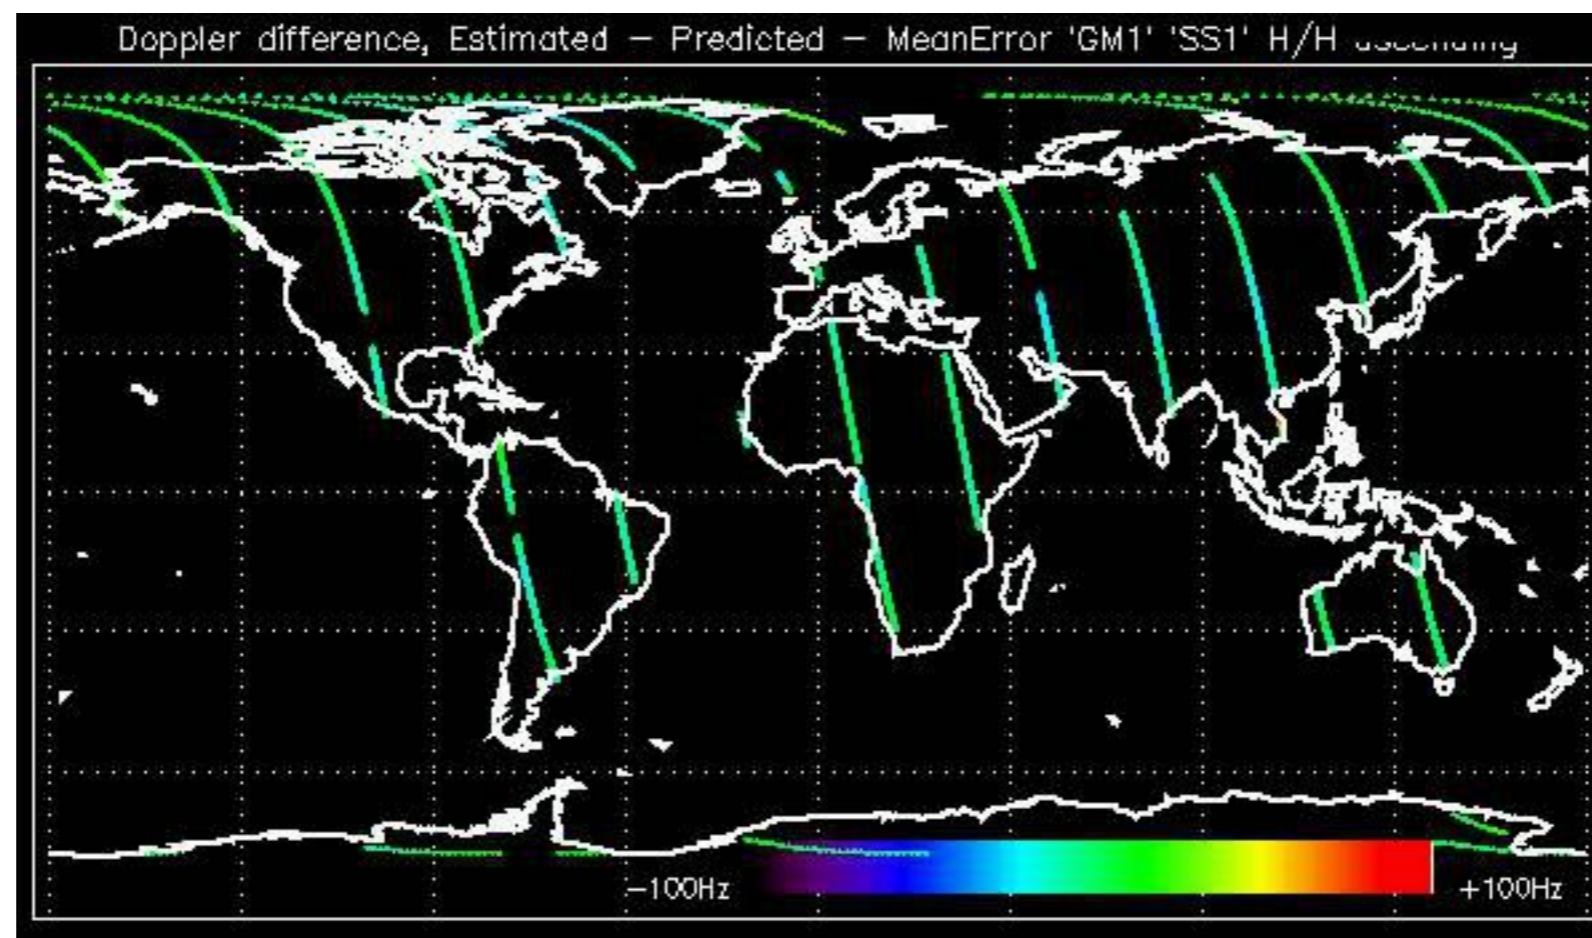 Doppler difference, Estimated – Predicted – MeanError 'GM1' 'SS1' H/H
–100Hz
+100Hz